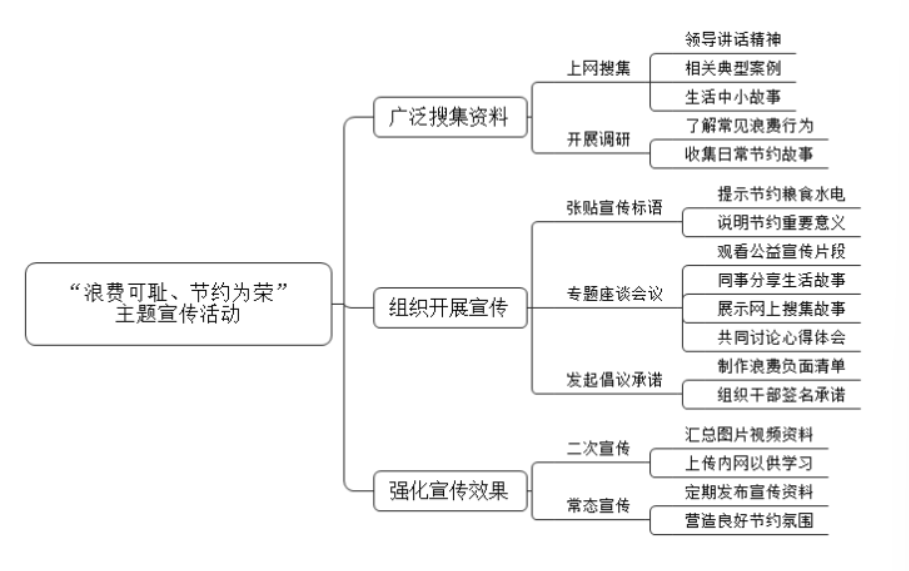 “浪费可耻、节约为荣”
主题宣传活动
广泛搜集资料
上网搜集
领导讲话精神
相关典型案例
生活中小故事
开展调研
了解常见浪费行为
收集日常节约故事
组织开展宣传
张贴宣传标语
提示节约粮食水电
说明节约重要意义
专题座谈会议
观看公益宣传片段
同事分享生活故事
展示网上搜集故事
共同讨论心得体会
发起倡议承诺
制作浪费负面清单
组织干部签名承诺
强化宣传效果
二次宣传
汇总图片视频资料
上传内网以供学习
常态宣传
定期发布宣传资料
营造良好节约氛围